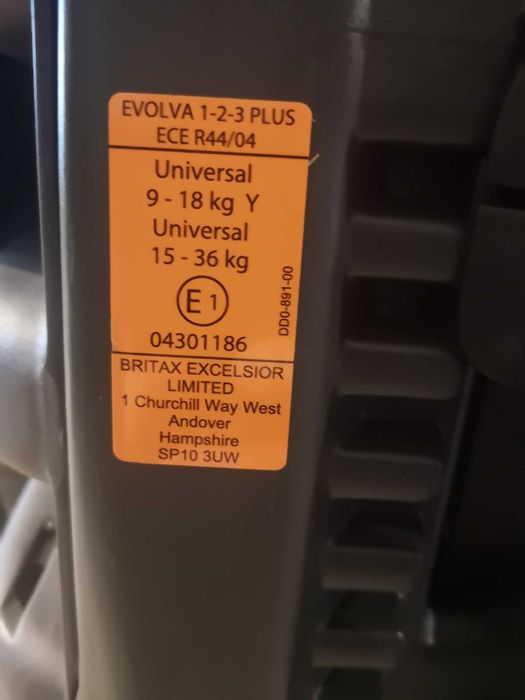 EVOLVA 1-2-3 PLUS
ECE R44/04
Universal
9 - 18 kg Y
Universal
15 - 36 kg
E 1
04301186
DD0-891-00
BRITAX EXCELSIOR
LIMITED
1 Churchill Way West
Andover
Hampshire
SP10 3UW